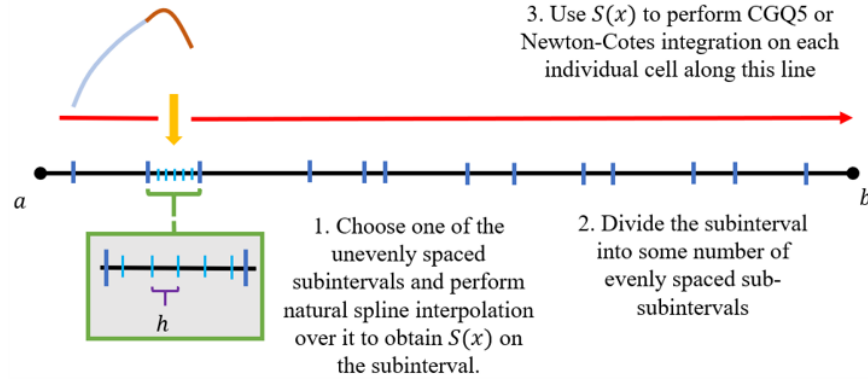 3. Use S(x) to perform CGQ5 or
Newton-Cotes integration on each
individual cell along this line
a
b
h
1. Choose one of the
unevenly spaced
subintervals and perform
natural spline interpolation
over it to obtain S(x) on
the subinterval.
2. Divide the subinterval
into some number of
evenly spaced sub-
subintervals